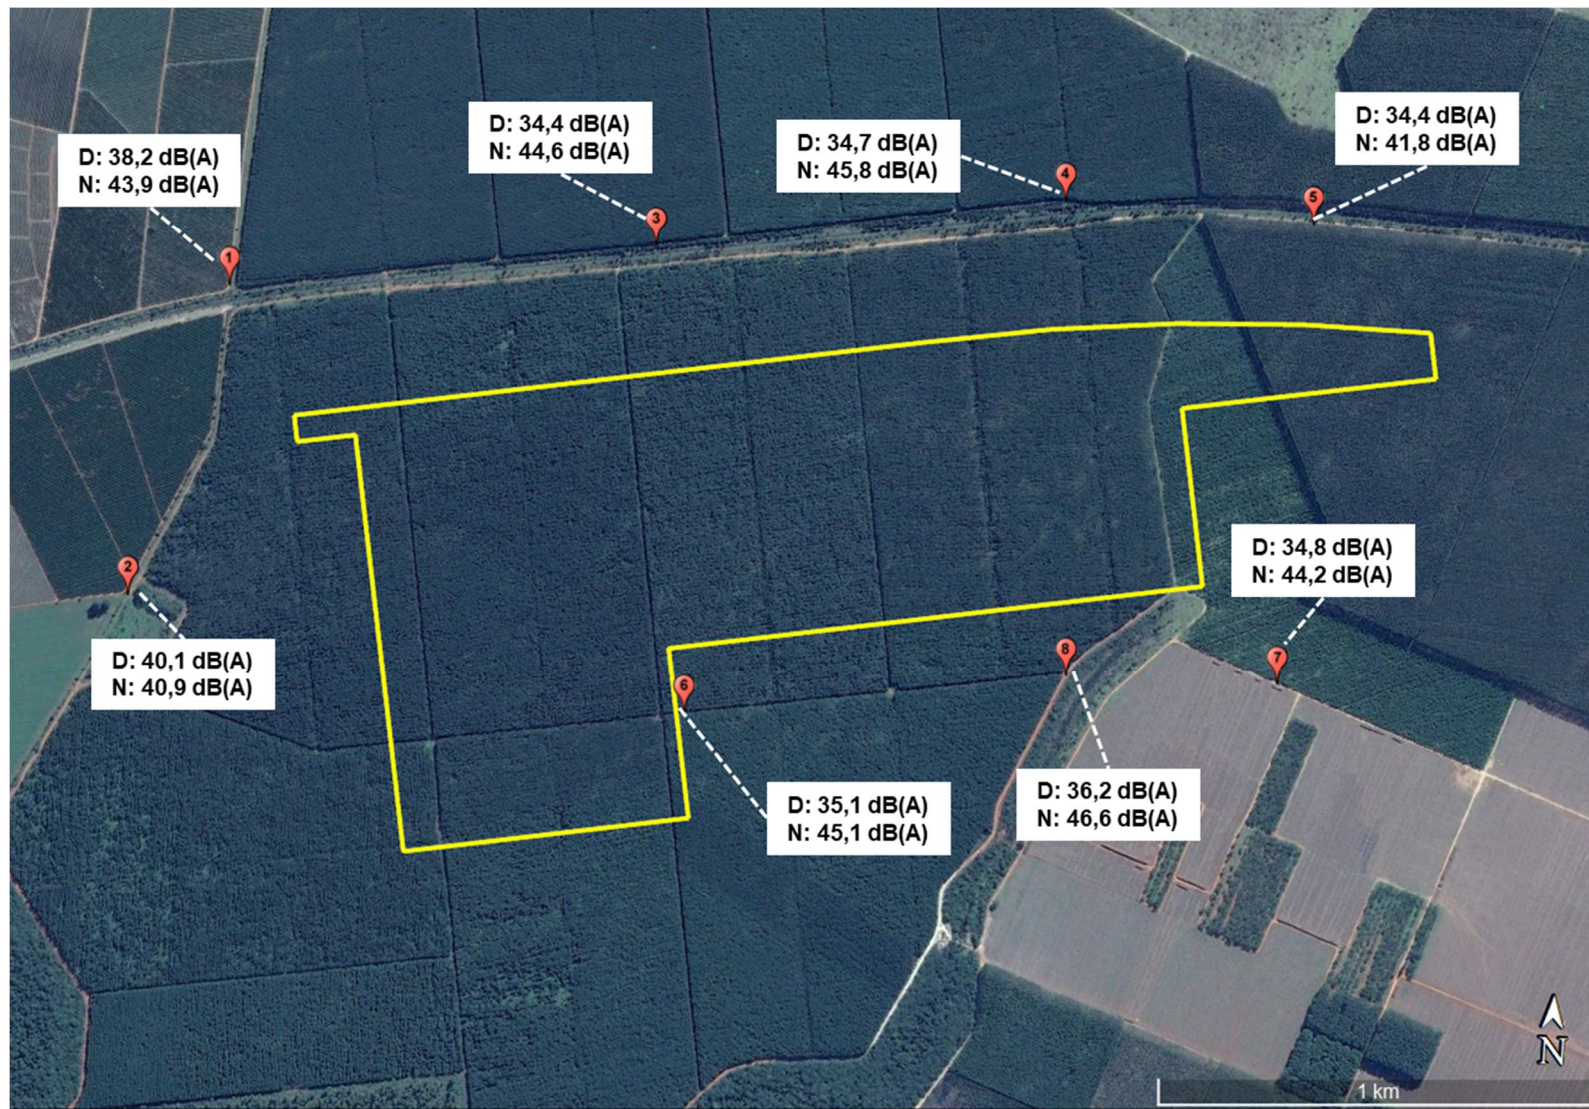 D: 34,4 dB(A)
N: 44,6 dB(A)
D: 34,7 dB(A)
N: 45,8 dB(A)
D: 34,4 dB(A)
N: 41,8 dB(A)
D: 38,2 dB(A)
N: 43,9 dB(A)
4
5
3
1
D: 34,8 dB(A)
N: 44,2 dB(A)
2
D: 40,1 dB(A)
N: 40,9 dB(A)
8
7
6
D: 35,1 dB(A)
N: 45,1 dB(A)
D: 36,2 dB(A)
N: 46,6 dB(A)
N
1 km